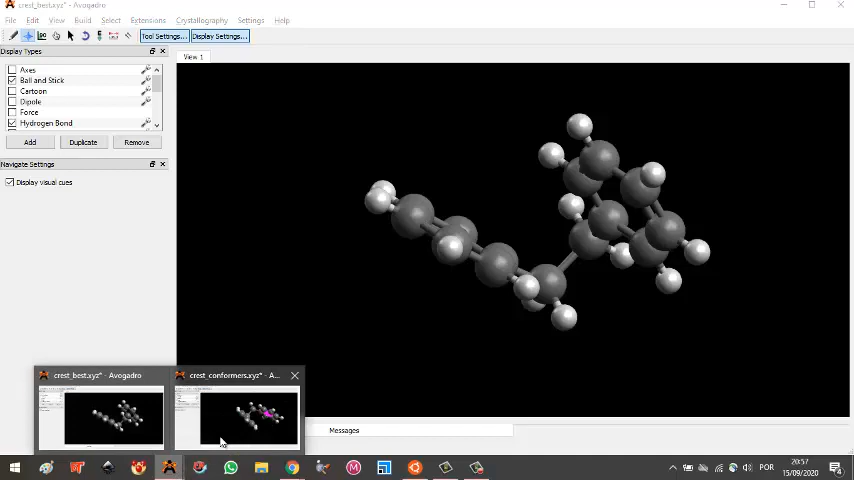 crest_best.xyz* - Avogadro
File Edit View Build Select Extensions Crystallography Settings Help
Tool Settings... Display Settings...
Display Types
View 1
Axes
Ball and Stick
Cartoon
Dipole
Force
Hydrogen Bond
Add Duplicate Remove
Navigate Settings
Display visual cues
crest_best.xyz* - Avogadro
crest_conformers.xyz* - A...
Messages
POR
20:57
15/09/2020
4